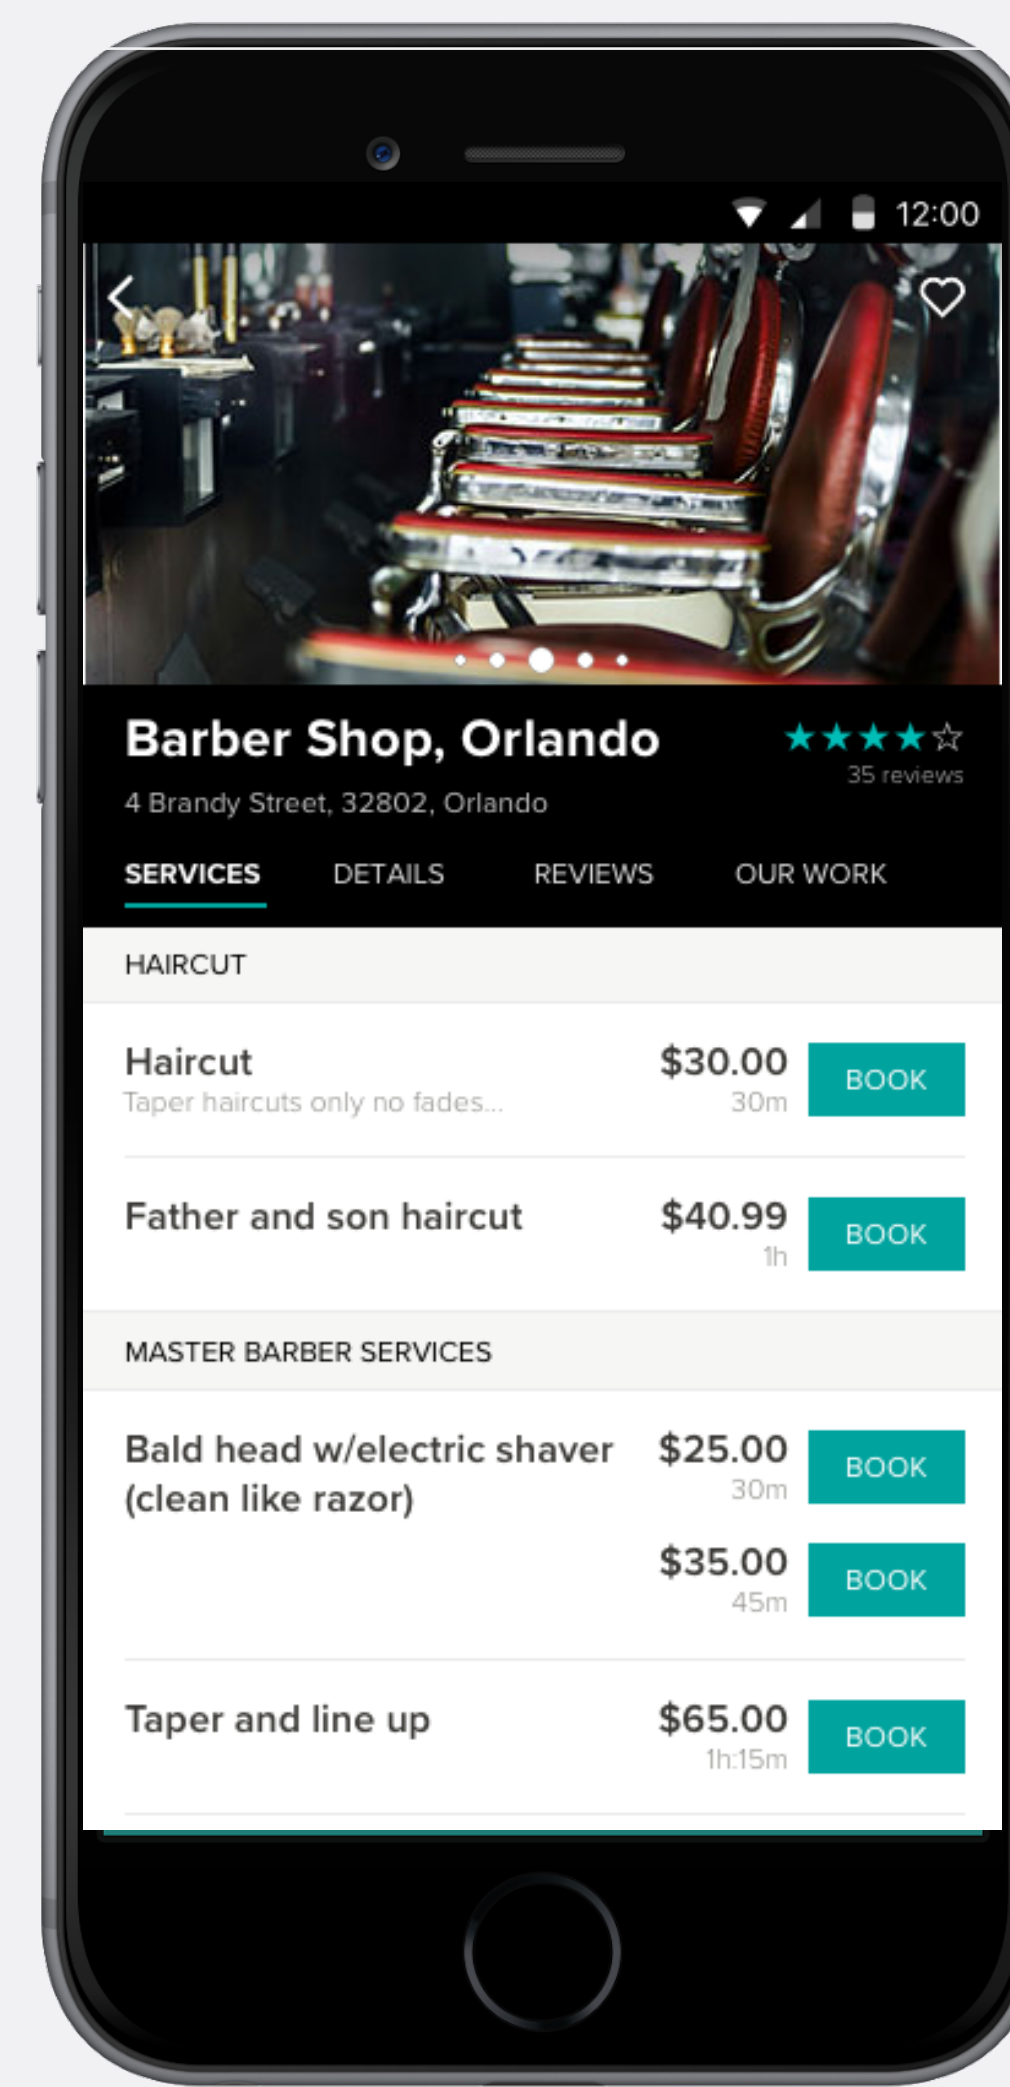 12:00
Barber Shop, Orlando
35 reviews
4 Brandy Street, 32802, Orlando
SERVICES DETAILS REVIEWS OUR WORK
HAIRCUT
Haircut $30.00 BOOK
Taper haircuts only no fades... 30m
Father and son haircut $40.99 BOOK
1h
MASTER BARBER SERVICES
Bald head w/electric shaver $25.00 BOOK
(clean like razor) 30m
$35.00 BOOK
45m
Taper and line up $65.00 BOOK
1h:15m